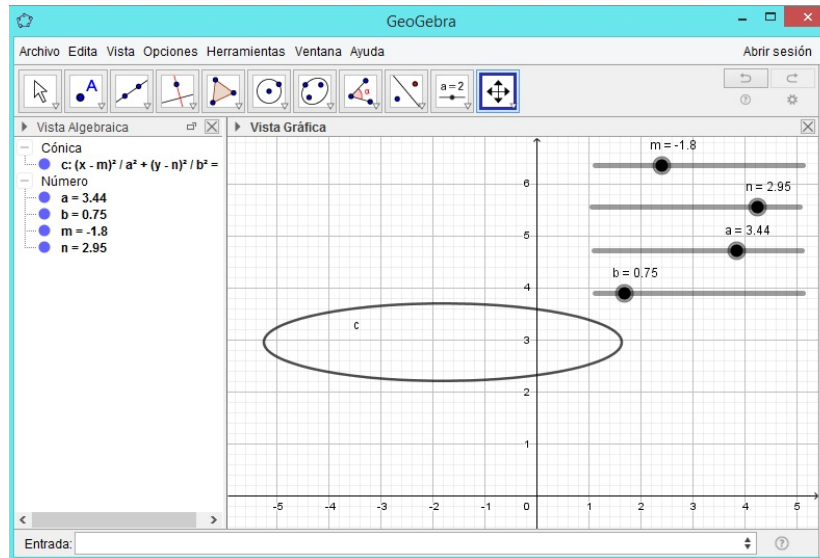 GeoGebra
Archivo Edita Vista Opciones Herramientas Ventana Ayuda Abrir sesión
A α a=2
Vista Algebraica
Vista Gráfica
Cónica
c: (x - m)² / a² + (y - n)² / b² =
Número
a = 3.44
b = 0.75
m = -1.8
n = 2.95
m = -1.8
n = 2.95
a = 3.44
b = 0.75
c
6
5
4
3
2
1
-5 -4 -3 -2 -1 0 1 2 3 4 5
Entrada: